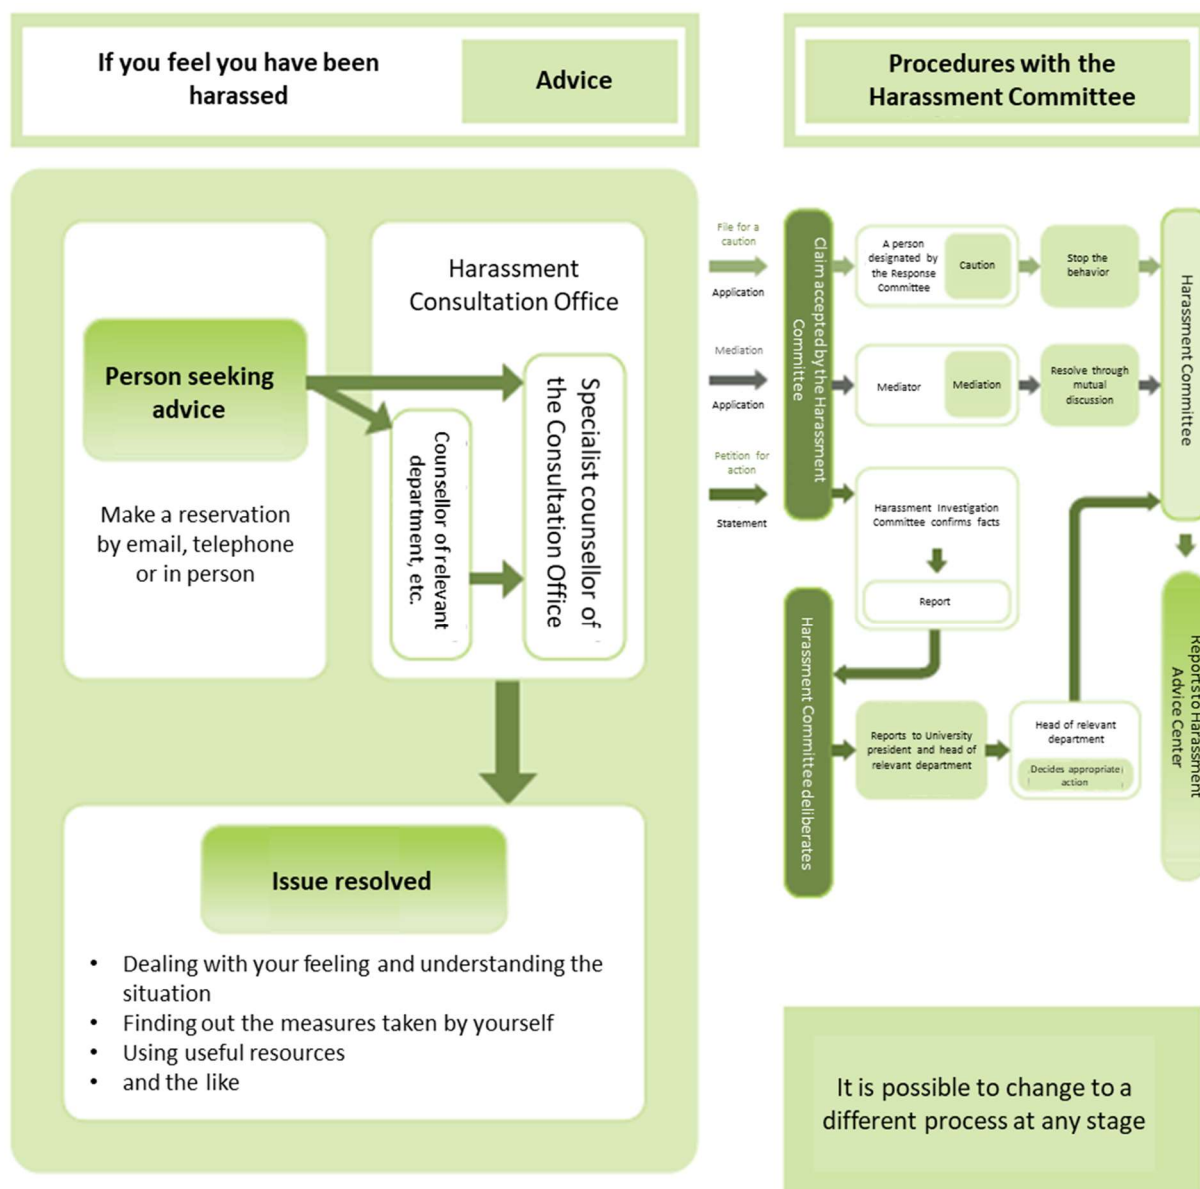 If you feel you have been
harassed
Advice
Procedures with the
Harassment Committee
Person seeking
advice
Make a reservation
by email, telephone
or in person
Harassment
Consultation Office
Counsellor of relevant
department, etc.
Specialist counsellor of
the Consultation Office
Issue resolved
• Dealing with your feeling and understanding the
situation
• Finding out the measures taken by yourself
• Using useful resources
• and the like
File for a
caution
Application
Mediation
Application
Petition for
action
Statement
Claim accepted by the Harassment
Committee
A person
designated by
the Response
Committee
Caution
Stop the
behavior
Mediator
Mediation
Resolve through
mutual
discussion
Harassment Investigation
Committee confirms facts
Report
Harassment Committee deliberates
Reports to University
president and head of
relevant department
Head of relevant
department
Decides appropriate
action
Harassment Committee
Reports to Harassment
Advice Center
It is possible to change to a
different process at any stage